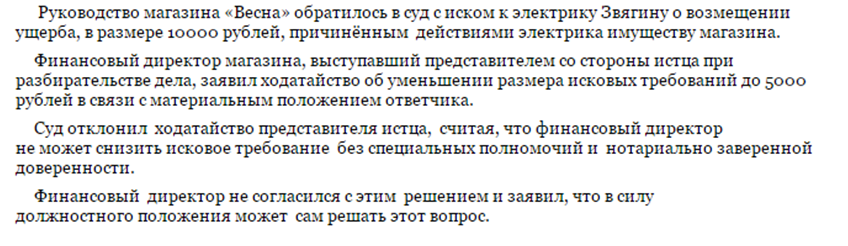 Руководство магазина «Весна» обратилось в суд с иском к электрику Звягину о возмещении
ущерба, в размере 10000 рублей, причинённым действиями электрика имуществу магазина.
Финансовый директор магазина, выступавший представителем со стороны истца при
разбирательстве дела, заявил ходатайство об уменьшении размера исковых требований до 5000
рублей в связи с материальным положением ответчика.
Суд отклонил ходатайство представителя истца, считая, что финансовый директор
не может снизить исковое требование без специальных полномочий и нотариально заверенной
доверенности.
Финансовый директор не согласился с этим решением и заявил, что в силу
должностного положения может сам решать этот вопрос.